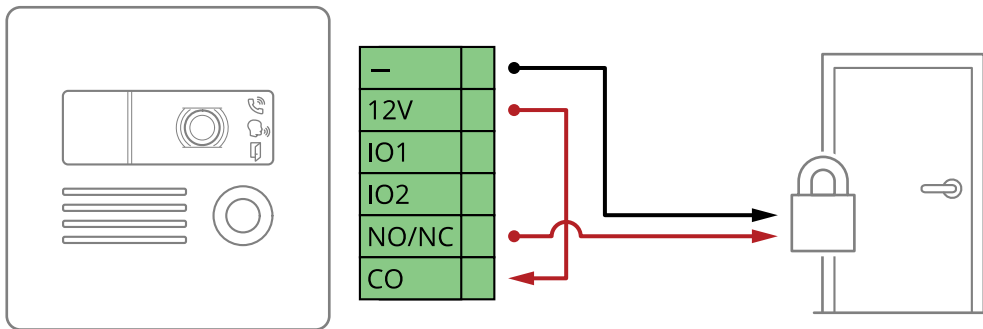 —
12V
IO1
IO2
NO/NC
CO